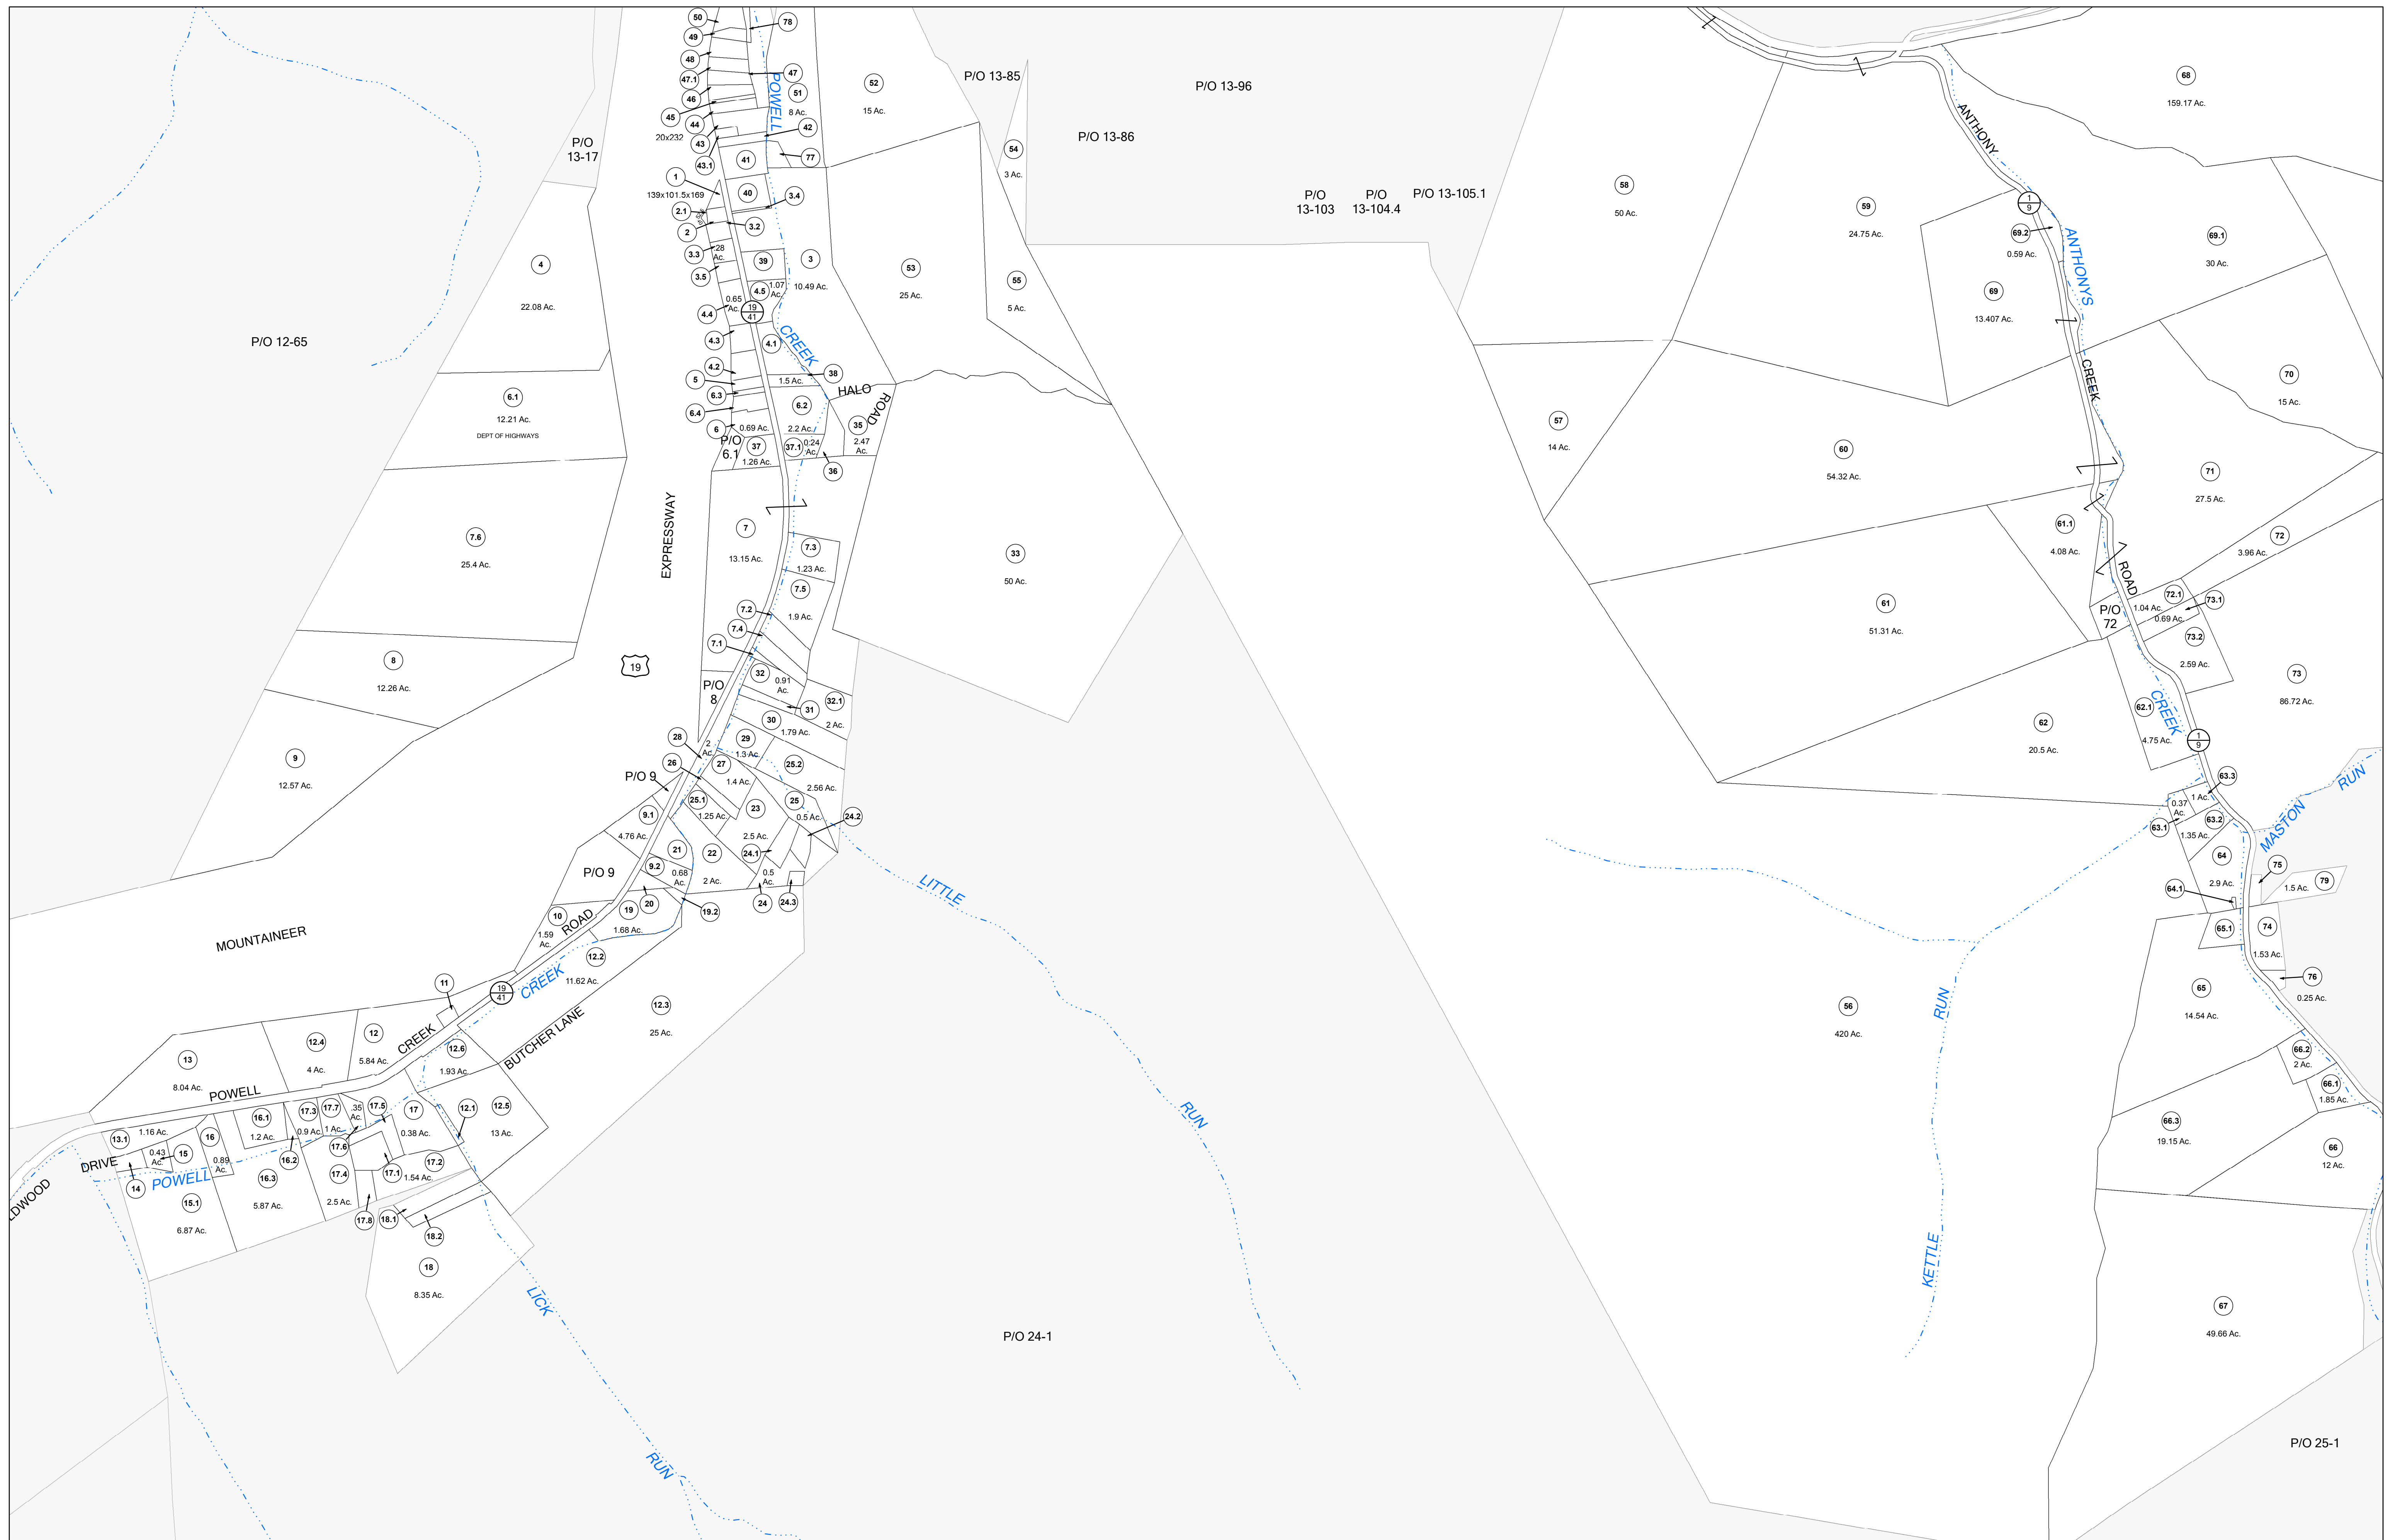 50
78
49
48
47.1
47
46
51
8 Ac.
45
44
42
20x232
43
43.1
41
77
POWELL
52
15 Ac.
P/O 13-85
P/O 13-96
P/O 13-86
54
3 Ac.
P/O
13-17
1
139x101.5x169
40
3.4
2.1
2
3.2
3.3
.28
Ac.
3.5
39
3
10.49 Ac.
4.5
1.07
Ac.
0.65
Ac.
4.4
19
41
4.3
4.1
CREEK
4.2
5
38
1.5 Ac.
6.3
HALO
ROAD
6.4
6.2
2.2 Ac.
6
0.69 Ac.
P/O
6.1
37
1.26 Ac.
37.1
0.24
Ac.
36
35
2.47
Ac.
53
25 Ac.
55
5 Ac.
P/O
13-103
P/O
13-104.4
P/O 13-105.1
58
50 Ac.
59
24.75 Ac.
68
159.17 Ac.
ANTHONY
1
9
69.2
0.59 Ac.
ANTHONYS
69.1
30 Ac.
69
13.407 Ac.
CREEK
70
15 Ac.
P/O 12-65
4
22.08 Ac.
6.1
12.21 Ac.
DEPT OF HIGHWAYS
7.6
25.4 Ac.
EXPRESSWAY
7
13.15 Ac.
7.3
1.23 Ac.
7.5
1.9 Ac.
7.2
7.4
7.1
33
50 Ac.
57
14 Ac.
60
54.32 Ac.
71
27.5 Ac.
61.1
4.08 Ac.
72
3.96 Ac.
ROAD
61
51.31 Ac.
P/O
72
72.1
1.04 Ac.
73.1
0.69 Ac.
73.2
2.59 Ac.
73
86.72 Ac.
8
12.26 Ac.
19
P/O
8
32
0.91
Ac.
32.1
2 Ac.
31
30
1.79 Ac.
29
1.3 Ac.
28
2
Ac.
27
1.4 Ac.
26
25.2
2.56 Ac.
25
0.5 Ac.
25.1
1.25 Ac.
23
2.5 Ac.
24.2
24.1
22
2 Ac.
21
0.68
Ac.
0.5
Ac.
24
24.3
9
12.57 Ac.
P/O 9
9.1
4.76 Ac.
9.2
P/O 9
20
19
1.68 Ac.
19.2
10
1.59
Ac.
ROAD
62
20.5 Ac.
62.1
4.75 Ac.
CREEK
1
9
63.3
1 Ac.
0.37
Ac.
63.1
63.2
1.35 Ac.
MASTON
RUN
64
2.9 Ac.
75
79
1.5 Ac.
64.1
65.1
74
1.53 Ac.
76
0.25 Ac.
65
14.54 Ac.
MOUNTAINEER
11
19
41
CREEK
12.2
11.62 Ac.
LITTLE
12.3
25 Ac.
BUTCHER LANE
12
5.84 Ac.
CREEK
12.6
1.93 Ac.
12.4
4 Ac.
13
8.04 Ac.
POWELL
56
420 Ac.
RUN
66.2
2 Ac.
66.1
1.85 Ac.
66.3
19.15 Ac.
66
12 Ac.
12.5
13 Ac.
12.1
17
0.38 Ac.
17.5
.35
Ac.
17.7
1 Ac.
17.3
0.9 Ac.
17.6
16.1
1.2 Ac.
16.2
16
0.89
Ac.
13.1
1.16 Ac.
15
0.43
Ac.
14
DRIVE
POWELL
LDWOOD
15.1
6.87 Ac.
16.3
5.87 Ac.
17.4
2.5 Ac.
17.1
17.2
1.54 Ac.
17.8
18.1
18.2
18
8.35 Ac.
RUN
KETTLE
LICK
P/O 24-1
67
49.66 Ac.
RUN
P/O 25-1